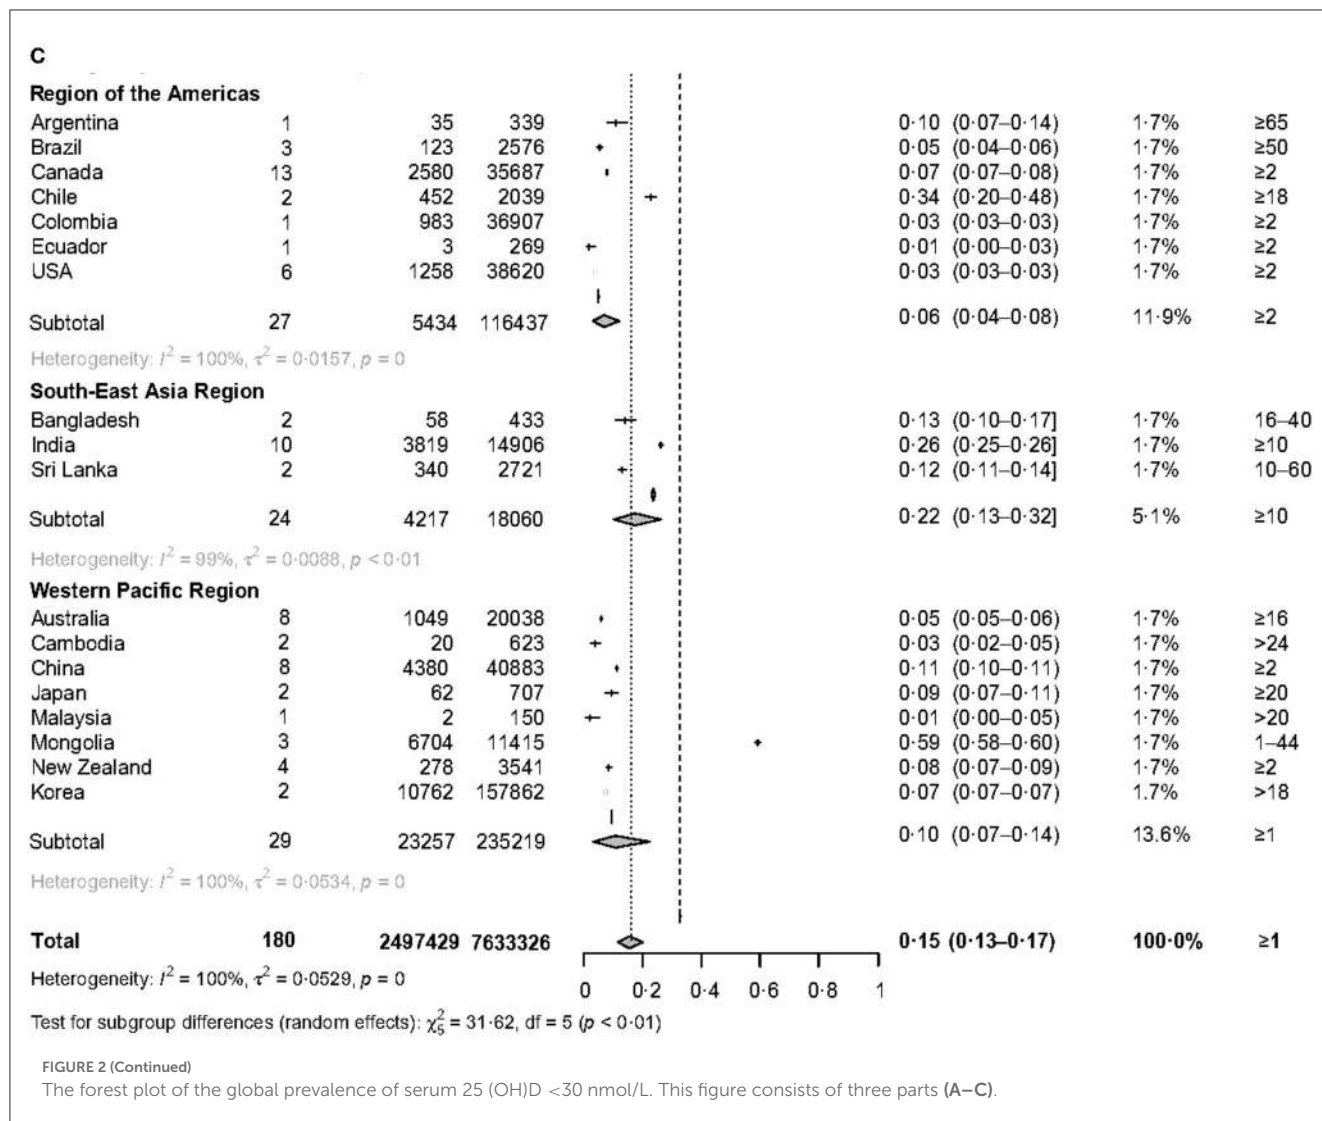 C
Region of the Americas
Argentina 1 35 339 0·10 (0·07–0·14) 1·7% ≥65
Brazil 3 123 2576 0·05 (0·04–0·06) 1·7% ≥50
Canada 13 2580 35687 0·07 (0·07–0·08) 1·7% ≥2
Chile 2 452 2039 0·34 (0·20–0·48) 1·7% ≥18
Colombia 1 983 36907 0·03 (0·03–0·03) 1·7% ≥2
Ecuador 1 3 269 0·01 (0·00–0·03) 1·7% ≥2
USA 6 1258 38620 0·03 (0·03–0·03) 1·7% ≥2
Subtotal 27 5434 116437 0·06 (0·04–0·08) 11·9% ≥2
Heterogeneity: I² = 100%, τ² = 0·0157, p = 0
South-East Asia Region
Bangladesh 2 58 433 0·13 (0·10–0·17] 1·7% 16–40
India 10 3819 14906 0·26 (0·25–0·26] 1·7% ≥10
Sri Lanka 2 340 2721 0·12 (0·11–0·14] 1·7% 10–60
Subtotal 24 4217 18060 0·22 (0·13–0·32] 5·1% ≥10
Heterogeneity: I² = 99%, τ² = 0·0088, p < 0·01
Western Pacific Region
Australia 8 1049 20038 0·05 (0·05–0·06) 1·7% ≥16
Cambodia 2 20 623 0·03 (0·02–0·05) 1·7% >24
China 8 4380 40883 0·11 (0·10–0·11) 1·7% ≥2
Japan 2 62 707 0·09 (0·07–0·11) 1·7% ≥20
Malaysia 1 2 150 0·01 (0·00–0·05) 1·7% >20
Mongolia 3 6704 11415 0·59 (0·58–0·60) 1·7% 1–44
New Zealand 4 278 3541 0·08 (0·07–0·09) 1·7% ≥2
Korea 2 10762 157862 0·07 (0·07–0·07) 1.7% >18
Subtotal 29 23257 235219 0·10 (0·07–0·14) 13.6% ≥1
Heterogeneity: I² = 100%, τ² = 0·0534, p = 0
Total 180 2497429 7633326 0·15 (0·13–0·17) 100·0% ≥1
Heterogeneity: I² = 100%, τ² = 0·0529, p = 0
0 0·2 0·4 0·6 0·8 1
Test for subgroup differences (random effects): χ²₅ = 31·62, df = 5 (p < 0·01)
FIGURE 2 (Continued)
The forest plot of the global prevalence of serum 25 (OH)D <30 nmol/L. This figure consists of three parts (A–C).